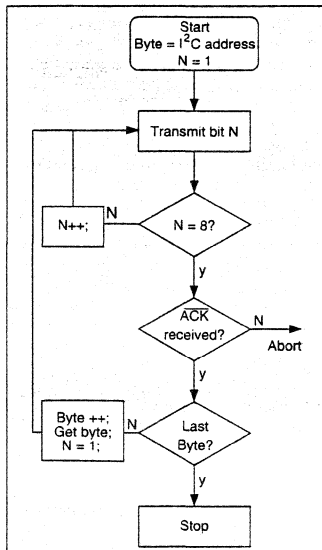 Start
Byte = I²C address
N = 1
Transmit bit N
N++;
N
N = 8?
y
ACK
received?
N
Abort
y
Byte ++;
Get byte;
N = 1;
N
Last
Byte?
y
Stop